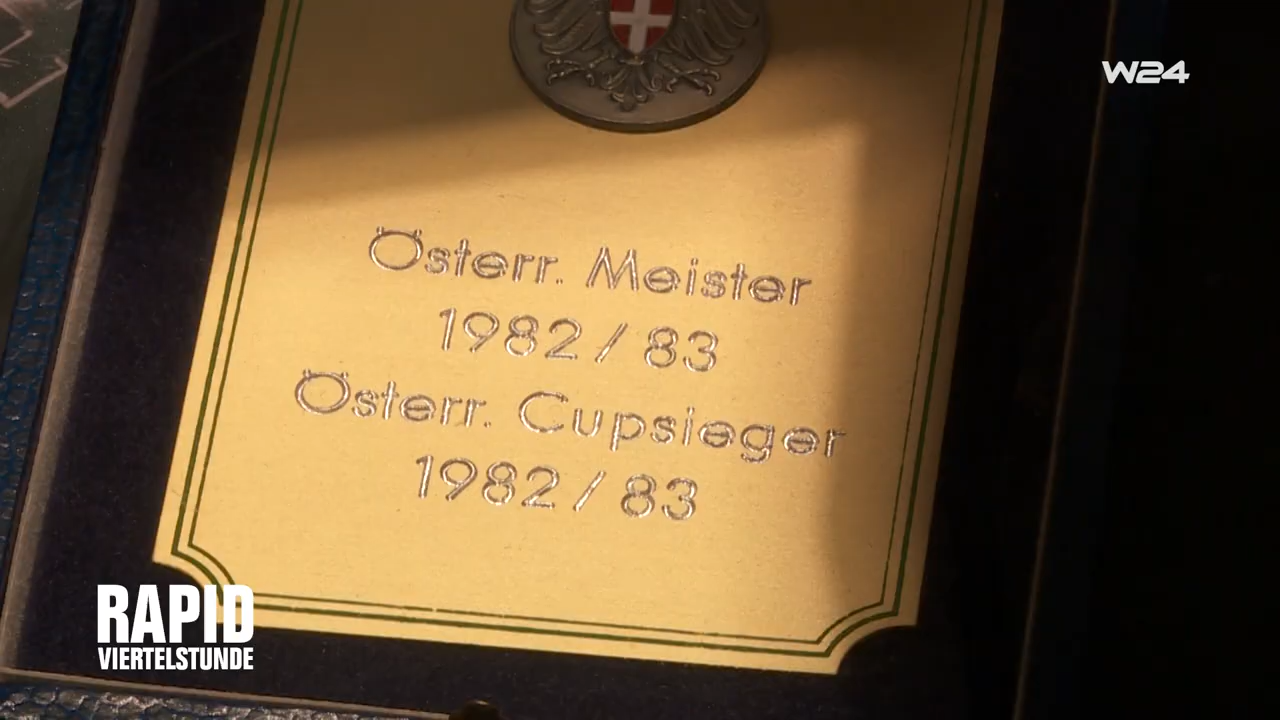 W24
Österr. Meister
1982 / 83
Österr. Cupsieger
1982 / 83
RAPID
VIERTELSTUNDE